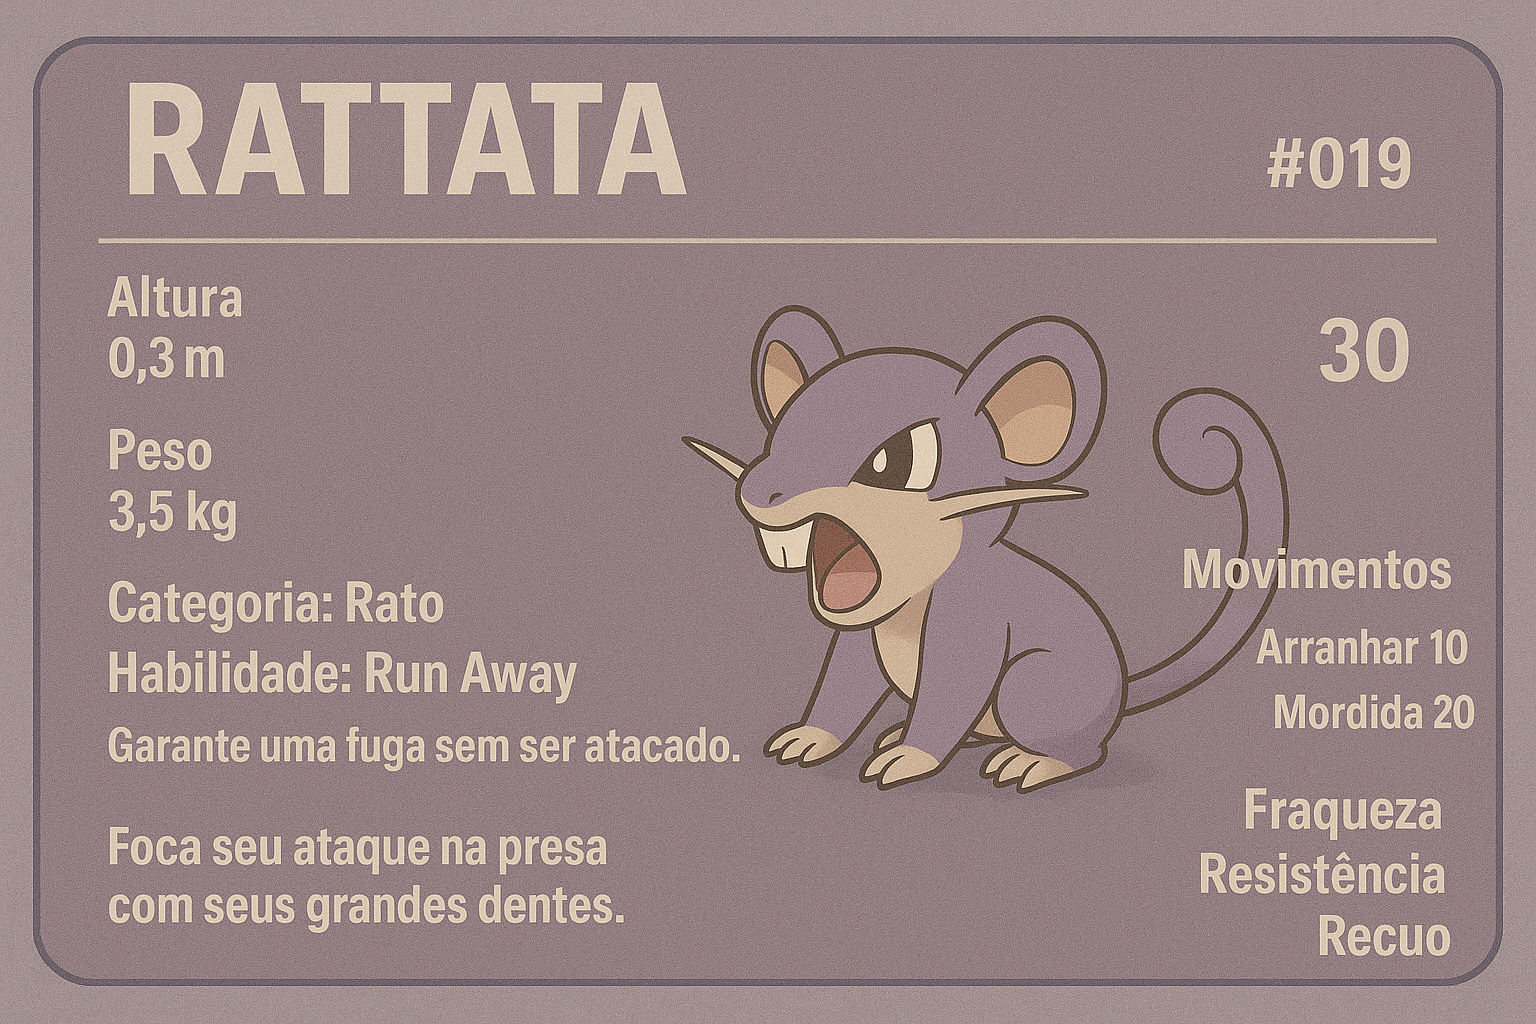 RATTATA
#019
Altura
0,3 m
Peso
3,5 kg
Categoria: Rato
Habilidade: Run Away
Garante uma fuga sem ser atacado.
Foca seu ataque na presa
com seus grandes dentes.
30
Movimentos
Arranhar 10
Mordida 20
Fraqueza
Resistência
Recuo